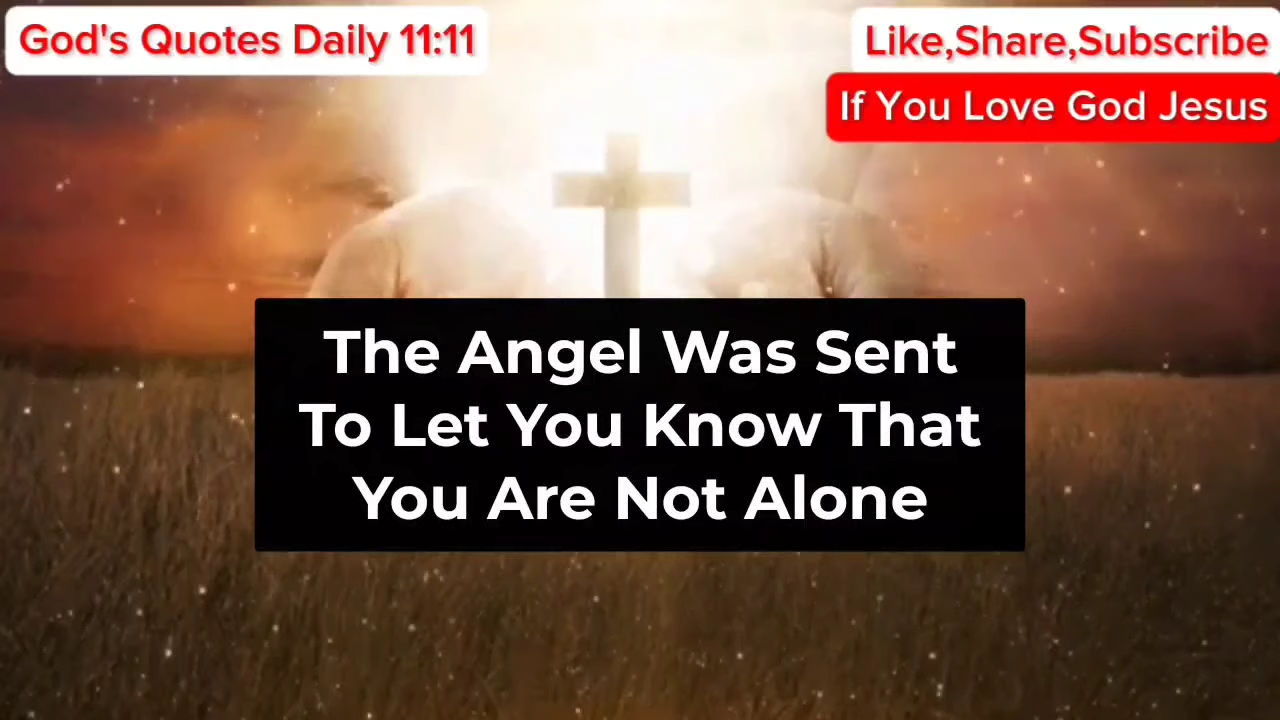 God's Quotes Daily 11:11
Like,Share,Subscribe
If You Love God Jesus
The Angel Was Sent
To Let You Know That
You Are Not Alone